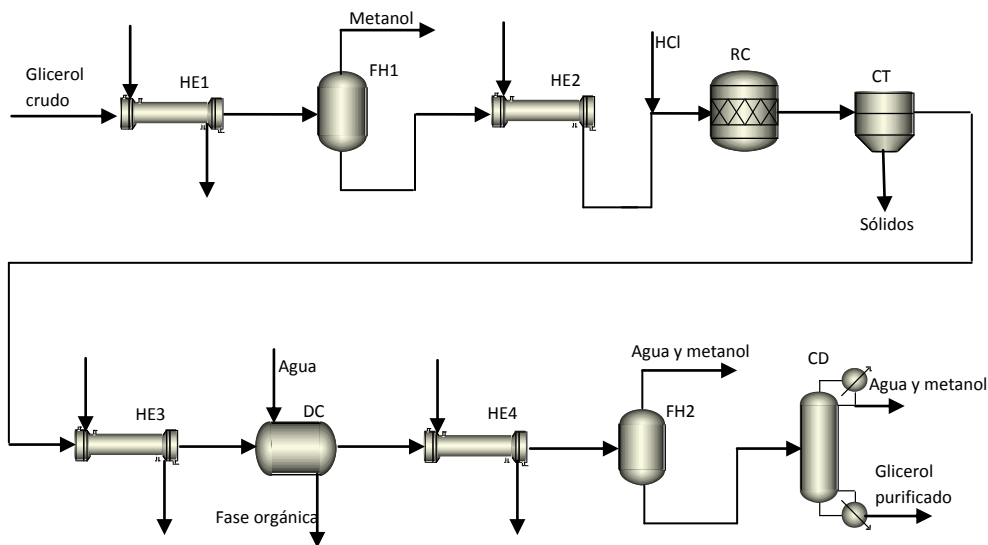 Metanol
Glicerol
crudo
HE1
FH1
HE2
HCl
RC
CT
Sólidos
Agua y metanol
CD
Agua
HE3
DC
HE4
FH2
Agua y metanol
Glicerol
purificado
Fase orgánica